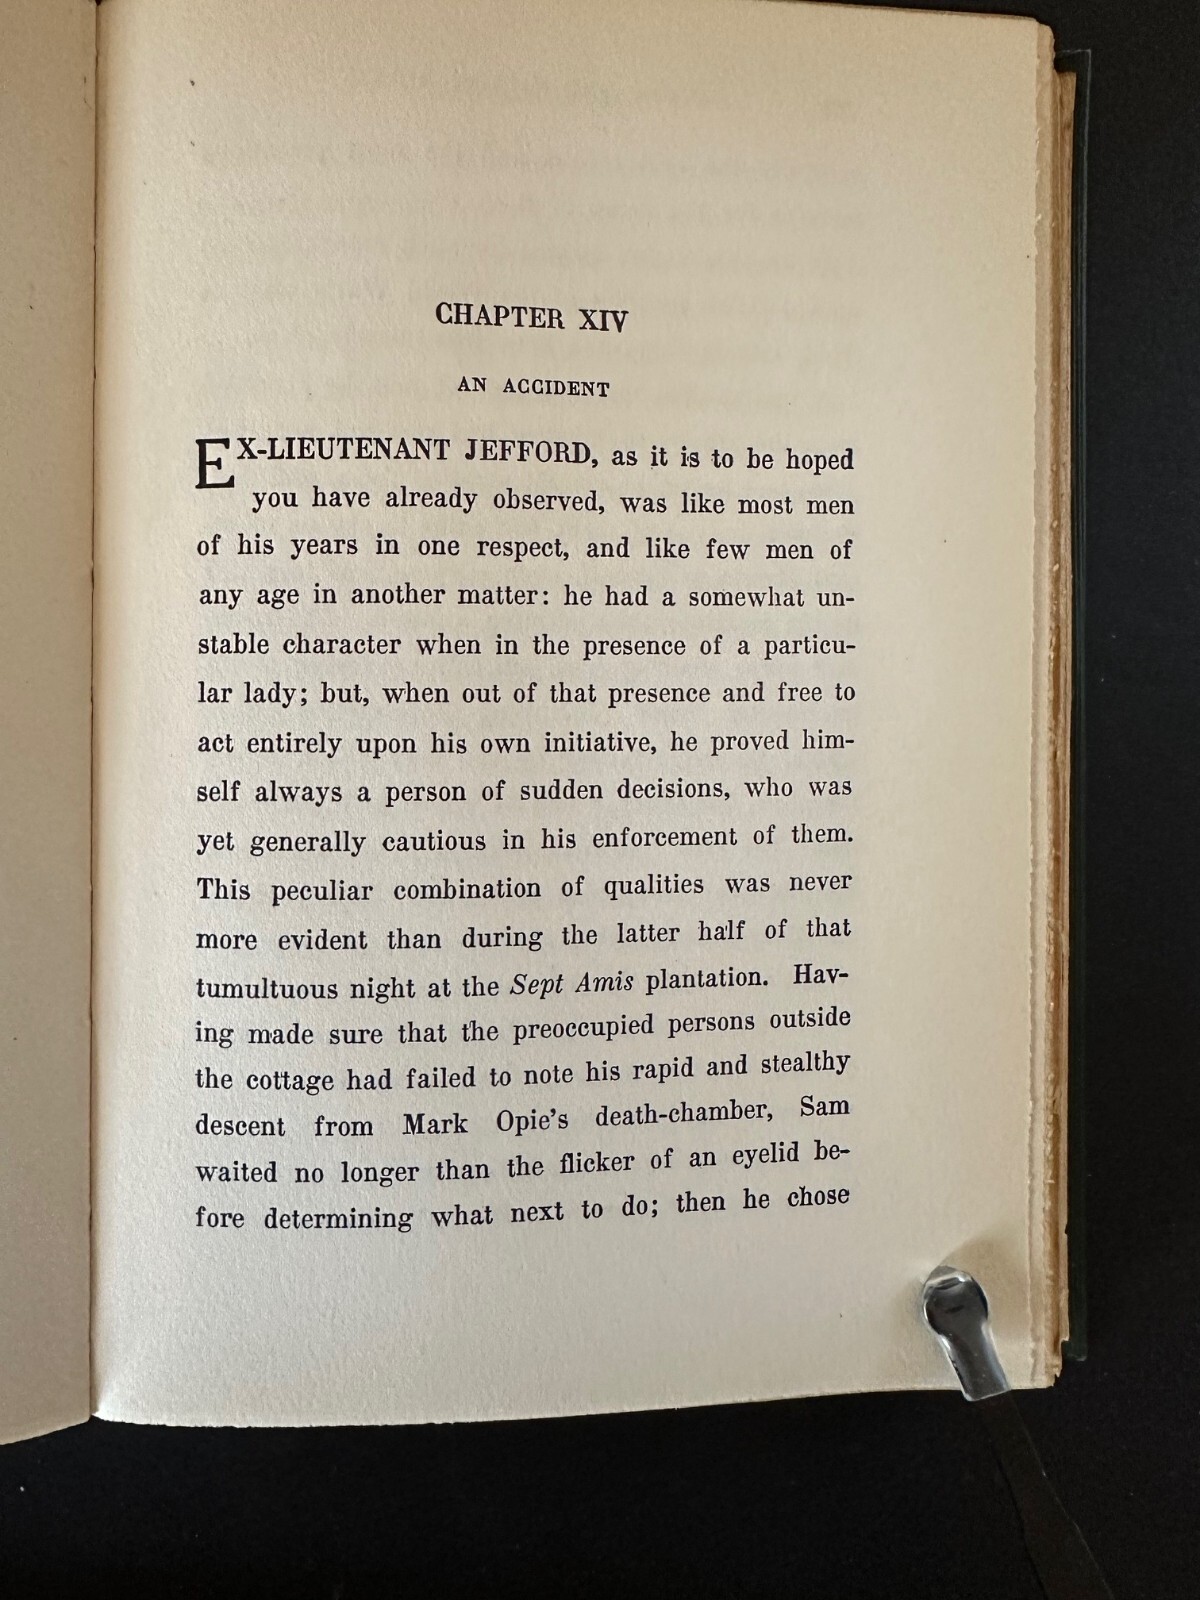 CHAPTER XIV
AN ACCIDENT
EX-LIEUTENANT JEFFORD, as it is to be hoped
you have already observed, was like most men
of his years in one respect, and like few men of
any age in another matter: he had a somewhat un-
stable character when in the presence of a particu-
lar lady; but, when out of that presence and free to
act entirely upon his own initiative, he proved him-
self always a person of sudden decisions, who was
yet generally cautious in his enforcement of them.
This peculiar combination of qualities was never
more evident than during the latter half of that
tumultuous night at the Sept Amis plantation. Hav-
ing made sure that the preoccupied persons outside
the cottage had failed to note his rapid and stealthy
descent from Mark Opie's death-chamber, Sam
waited no longer than the flicker of an eyelid be-
fore determining what next to do; then he chose